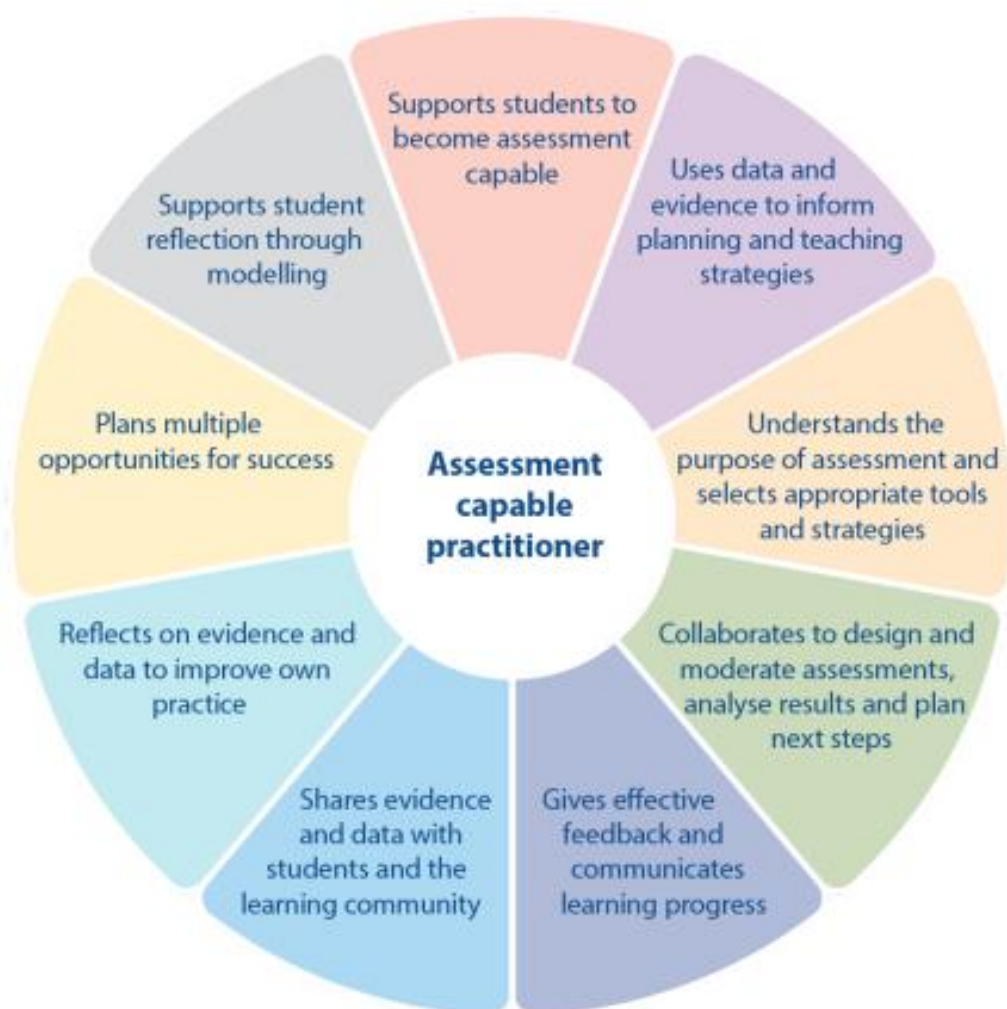 Supports students to
become assessment
capable
Uses data and
evidence to inform
planning and teaching
strategies
Understands the
purpose of assessment and
selects appropriate tools
and strategies
Collaborates to design and
moderate assessments,
analyse results and plan
next steps
Gives effective
feedback and
communicates
learning progress
Shares evidence
and data with
students and the
learning community
Reflects on evidence and
data to improve own
practice
Plans multiple
opportunities for success
Supports student
reflection through
modelling
Assessment
capable
practitioner